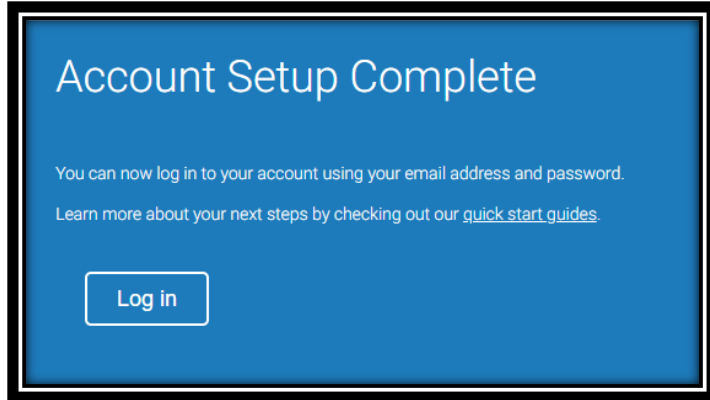 Account Setup Complete
You can now log in to your account using your email address and password.
Learn more about your next steps by checking out our quick start guides.
Log in